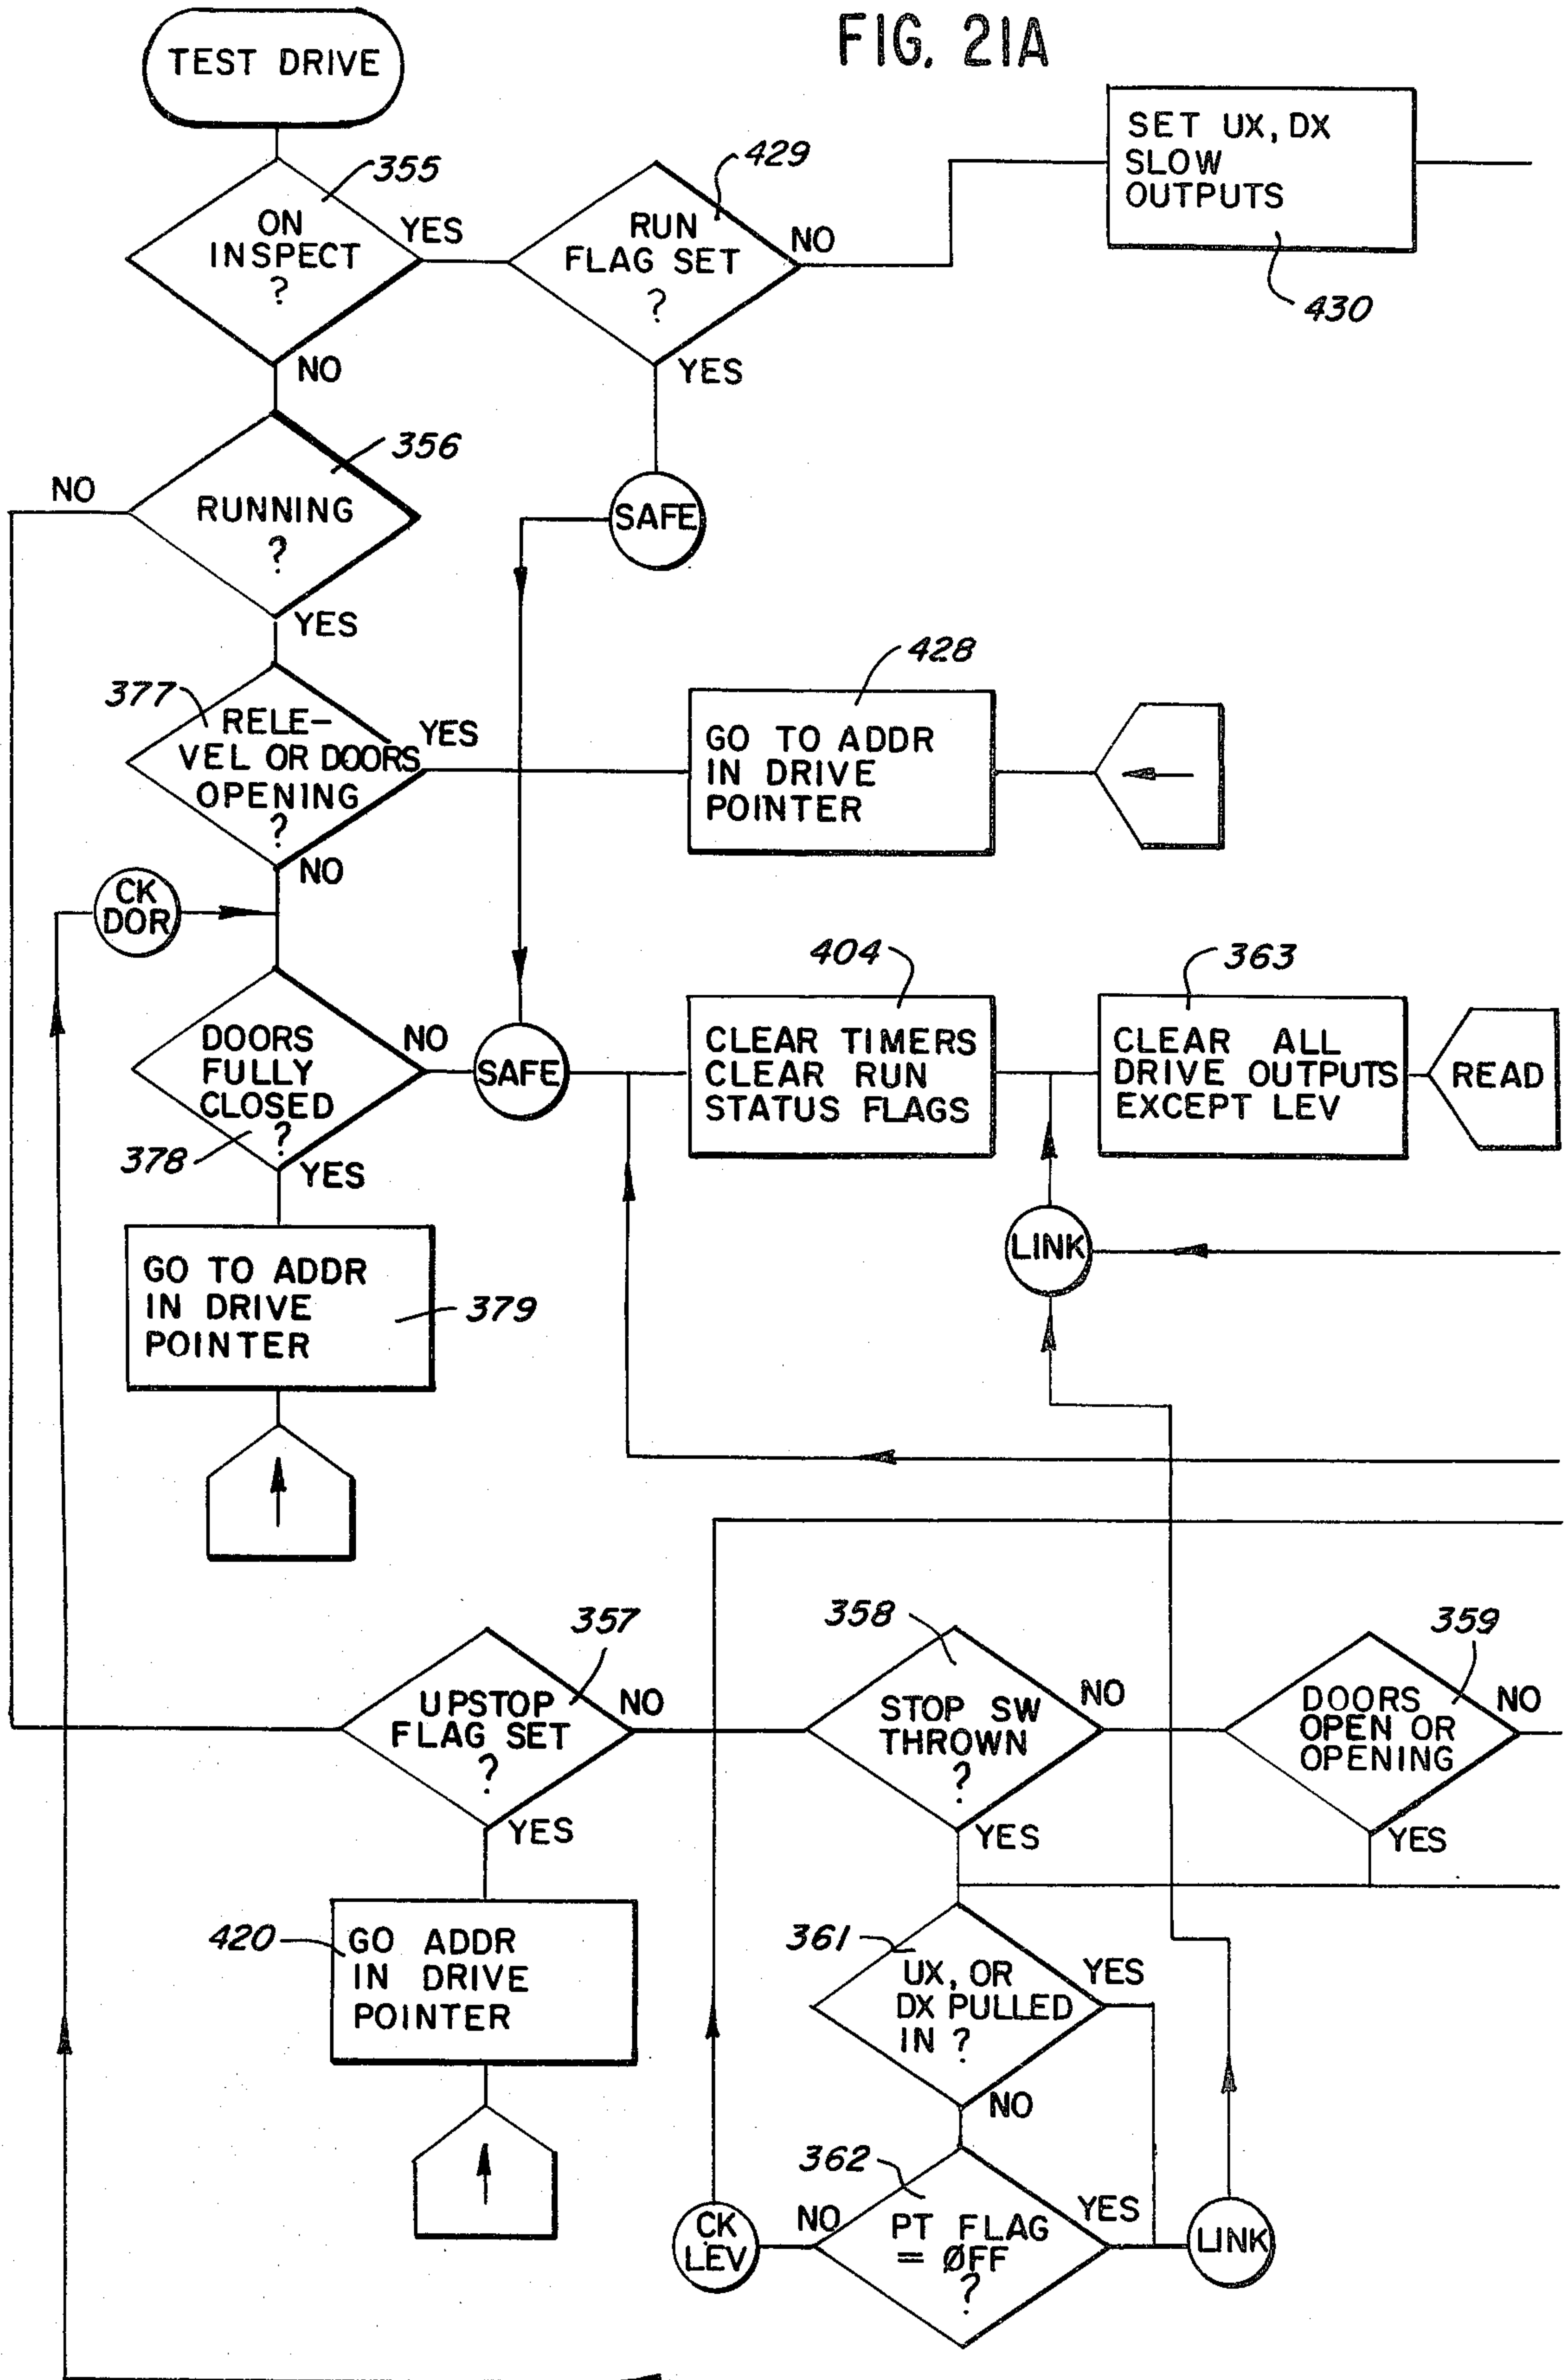 FIG. 21A
TEST DRIVE
355
ON
INSPECT
?
YES
NO
429
RUN
FLAG SET
?
NO
YES
SET UX, DX
SLOW
OUTPUTS
430
SAFE
356
NO
RUNNING
?
YES
377
RELE-
VEL OR DOORS
OPENING
?
YES
NO
428
GO TO ADDR
IN DRIVE
POINTER
CK
DOR
DOORS
FULLY
CLOSED
?
378
NO
YES
SAFE
404
CLEAR TIMERS
CLEAR RUN
STATUS FLAGS
363
CLEAR ALL
DRIVE OUTPUTS
EXCEPT LEV
READ
LINK
GO TO ADDR
IN DRIVE
POINTER
379
357
UPSTOP
FLAG SET
?
NO
YES
358
STOP SW
THROWN
?
NO
YES
359
DOORS
OPEN OR
OPENING
NO
YES
420
GO ADDR
IN DRIVE
POINTER
361
UX, OR
DX PULLED
IN ?
YES
NO
362
PT FLAG
= ØFF
?
NO
YES
CK
LEV
LINK